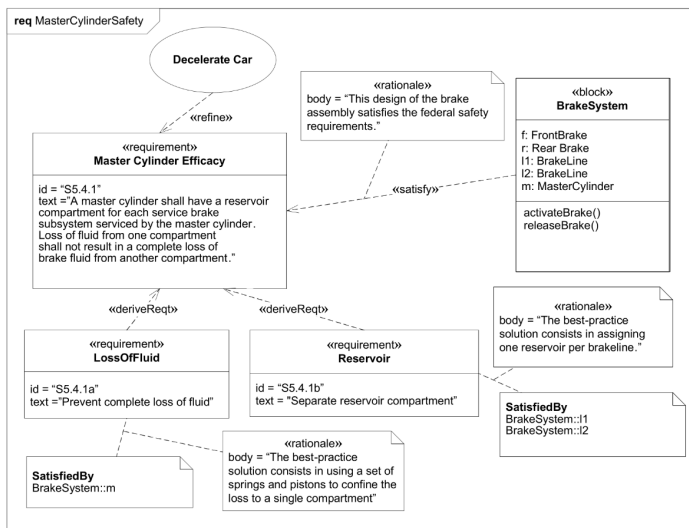 req MasterCylinderSafety
Decelerate Car
«refine»
«rationale»
body = “This design of the brake
assembly satisfies the federal safety
requirements.”
«block»
BrakeSystem
f: FrontBrake
r: Rear Brake
l1: BrakeLine
l2: BrakeLine
m: MasterCylinder
activateBrake()
releaseBrake()
«requirement»
Master Cylinder Efficacy
id = “S5.4.1”
text =“A master cylinder shall have a reservoir
compartment for each service brake
subsystem serviced by the master cylinder.
Loss of fluid from one compartment
shall not result in a complete loss of
brake fluid from another compartment.”
«satisfy»
«deriveReqt»
«deriveReqt»
«requirement»
LossOfFluid
id = “S5.4.1a”
text =”Prevent complete loss of fluid”
«requirement»
Reservoir
id = “S5.4.1b”
text = "Separate reservoir compartment”
«rationale»
body = “The best-practice
solution consists in assigning
one reservoir per brakeline.”
SatisfiedBy
BrakeSystem::l1
BrakeSystem::l2
«rationale»
body = “The best-practice
solution consists in using a set of
springs and pistons to confine the
loss to a single compartment”
SatisfiedBy
BrakeSystem::m